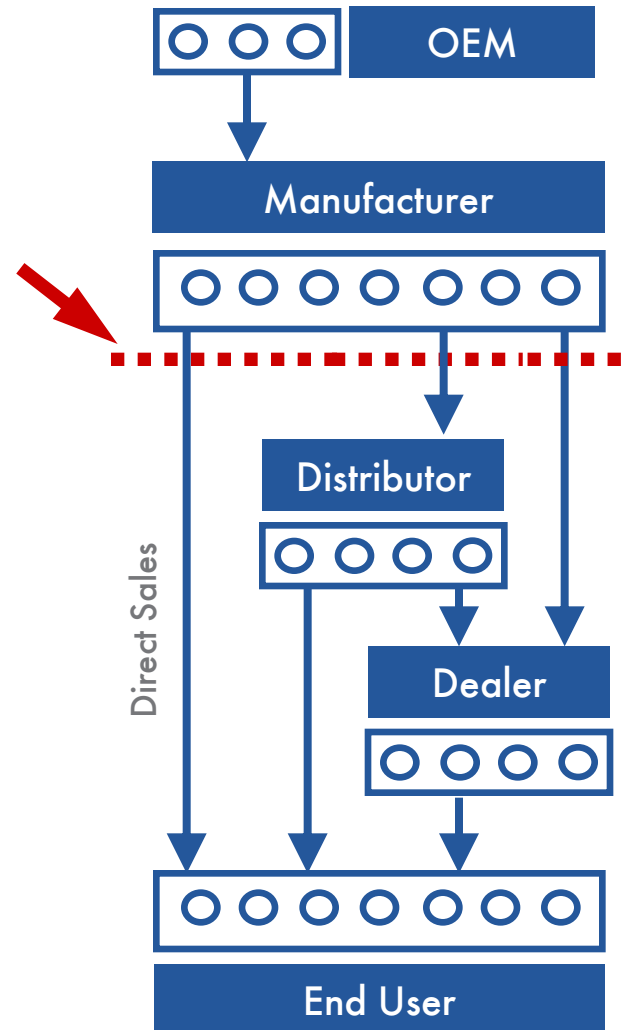 OEM
Manufacturer
Distributor
Direct Sales
Dealer
End User